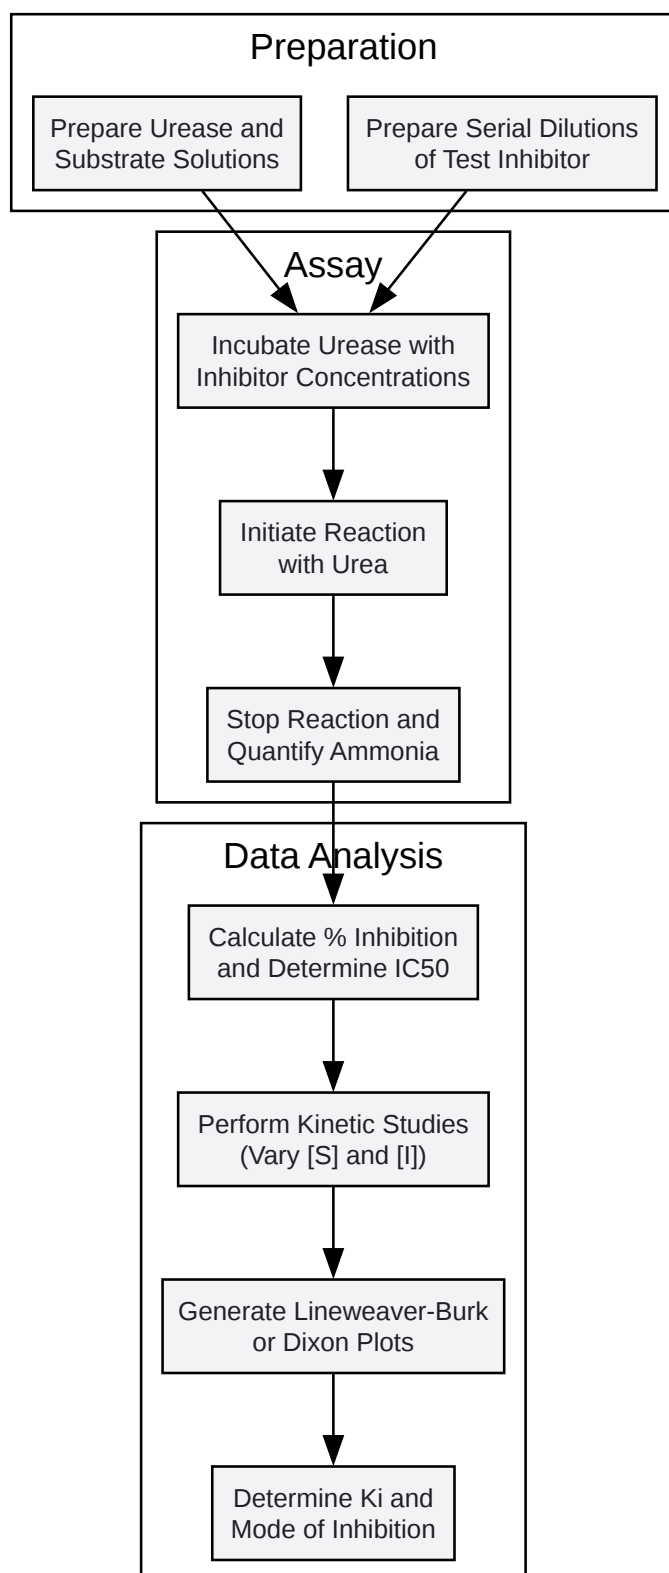 Preparation
Prepare Urease and
Substrate Solutions
Prepare Serial Dilutions
of Test Inhibitor
Assay
Incubate Urease with
Inhibitor Concentrations
Initiate Reaction
with Urea
Stop Reaction and
Quantify Ammonia
Data Analysis
Calculate % Inhibition
and Determine IC50
Perform Kinetic Studies
(Vary [S] and [I])
Generate Lineweaver-Burk
or Dixon Plots
Determine Ki and
Mode of Inhibition